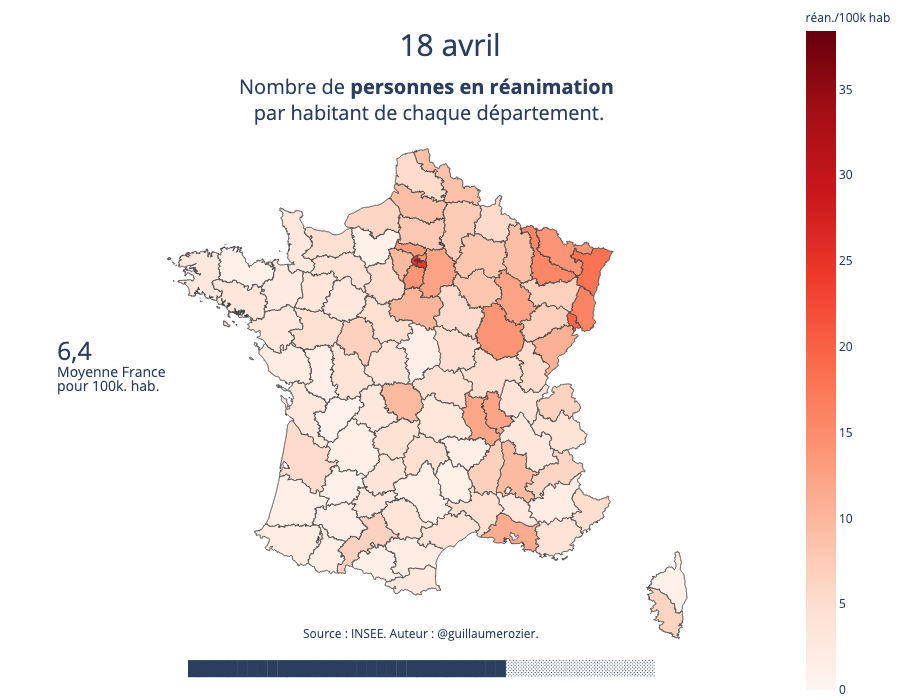 réan./100k hab
18 avril
Nombre de personnes en réanimation
par habitant de chaque département.
35
30
25
20
15
10
5
0
6,4
Moyenne France
pour 100k. hab.
Source : INSEE. Auteur : @guillaumerozier.